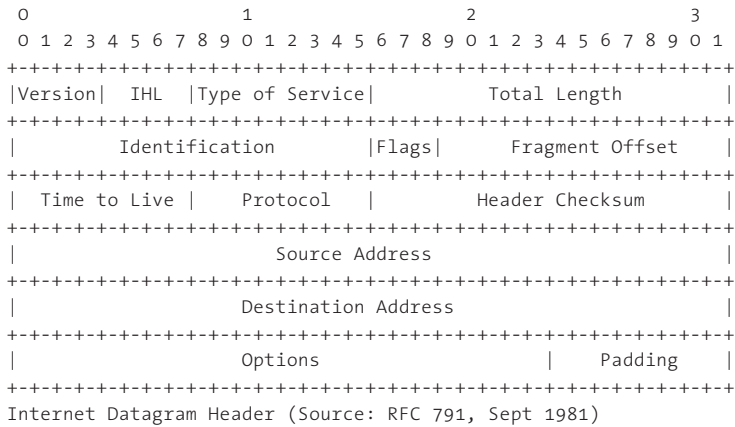 0                   1                   2                   3
 0 1 2 3 4 5 6 7 8 9 0 1 2 3 4 5 6 7 8 9 0 1 2 3 4 5 6 7 8 9 0 1
+-+-+-+-+-+-+-+-+-+-+-+-+-+-+-+-+-+-+-+-+-+-+-+-+-+-+-+-+-+-+-+-+
|Version|  IHL  |Type of Service|          Total Length         |
+-+-+-+-+-+-+-+-+-+-+-+-+-+-+-+-+-+-+-+-+-+-+-+-+-+-+-+-+-+-+-+-+
|         Identification        |Flags|      Fragment Offset    |
+-+-+-+-+-+-+-+-+-+-+-+-+-+-+-+-+-+-+-+-+-+-+-+-+-+-+-+-+-+-+-+-+
|  Time to Live |    Protocol   |         Header Checksum       |
+-+-+-+-+-+-+-+-+-+-+-+-+-+-+-+-+-+-+-+-+-+-+-+-+-+-+-+-+-+-+-+-+
|                       Source Address                          |
+-+-+-+-+-+-+-+-+-+-+-+-+-+-+-+-+-+-+-+-+-+-+-+-+-+-+-+-+-+-+-+-+
|                    Destination Address                        |
+-+-+-+-+-+-+-+-+-+-+-+-+-+-+-+-+-+-+-+-+-+-+-+-+-+-+-+-+-+-+-+-+
|                    Options                    |    Padding    |
+-+-+-+-+-+-+-+-+-+-+-+-+-+-+-+-+-+-+-+-+-+-+-+-+-+-+-+-+-+-+-+-+
Internet Datagram Header (Source: RFC 791, Sept 1981)